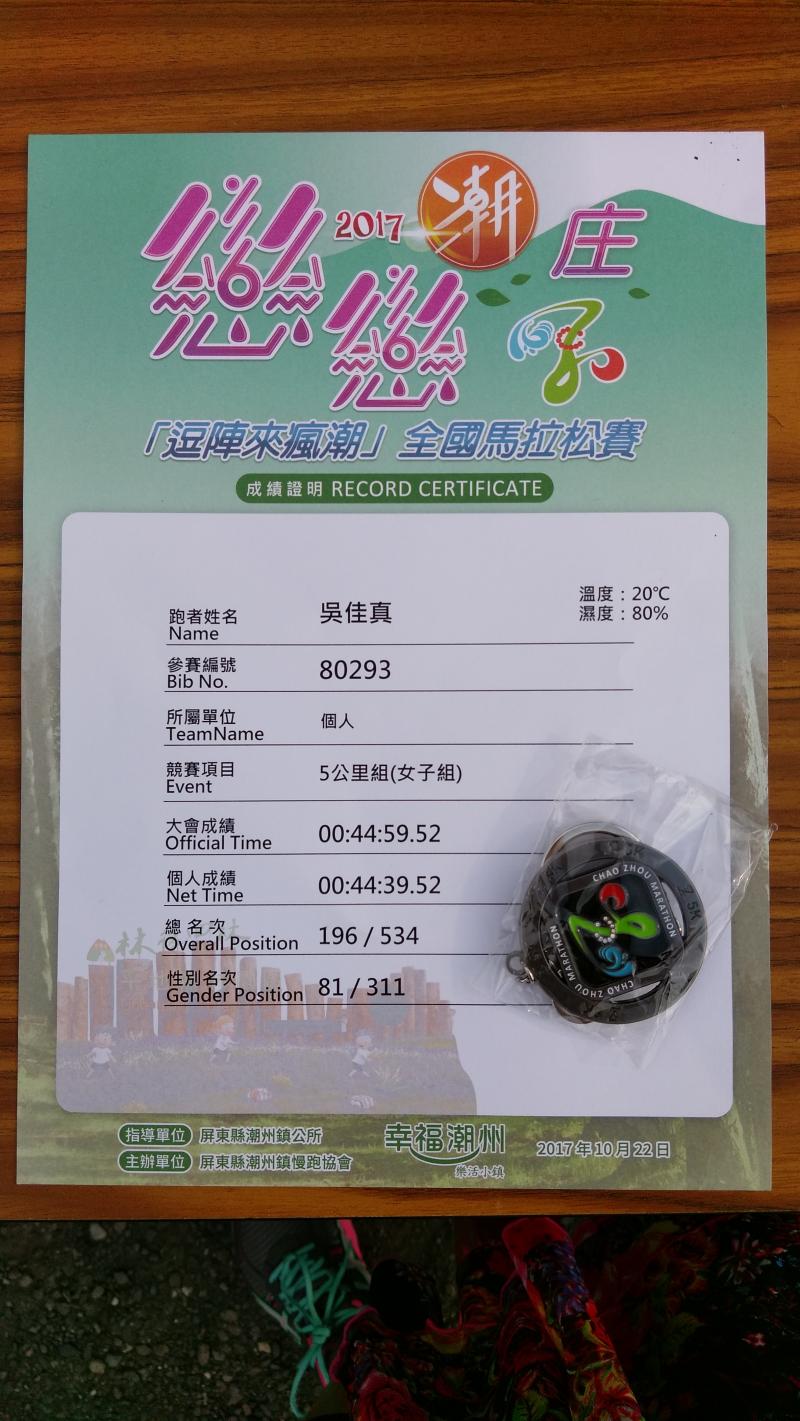 2017
戀戀潮庄
「逗陣來瘋潮」全國馬拉松賽
成績證明 RECORD CERTIFICATE
溫度：20℃
濕度：80%
跑者姓名 吳佳真
Name
參賽編號 80293
Bib No.
所屬單位 個人
TeamName
競賽項目 5公里組(女子組)
Event
大會成績 00:44:59.52
Official Time
個人成績 00:44:39.52
Net Time
總名次 196 / 534
Overall Position
性別名次 81 / 311
Gender Position
CHAO ZHOU MARATHON
CHAO ZHOU MARATHON
5K
指導單位 屏東縣潮州鎮公所
主辦單位 屏東縣潮州鎮慢跑協會
幸福潮州
樂活小鎮
2017年10月22日